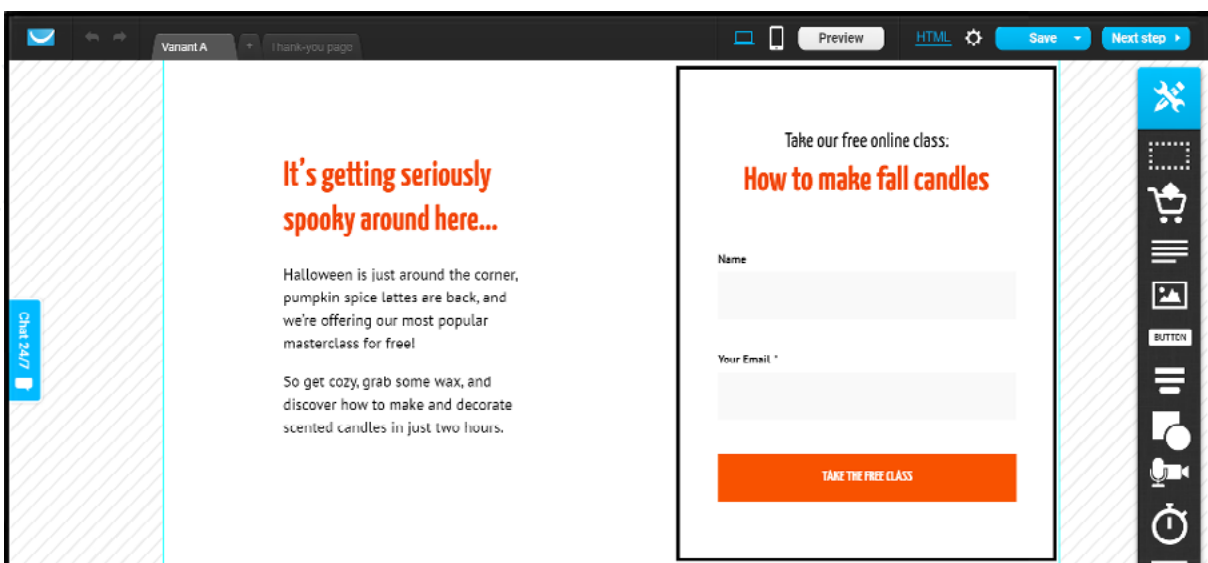 Variant A
+
Thank-you page
Preview
HTML
Save
Next step
It's getting seriously
spooky around here...
Halloween is just around the corner,
pumpkin spice lattes are back, and
we're offering our most popular
masterclass for free!
So get cozy, grab some wax, and
discover how to make and decorate
scented candles in just two hours.
Take our free online class:
How to make fall candles
Name
Your Email *
TAKE THE FREE CLASS
Chat 24/7
BUTTON